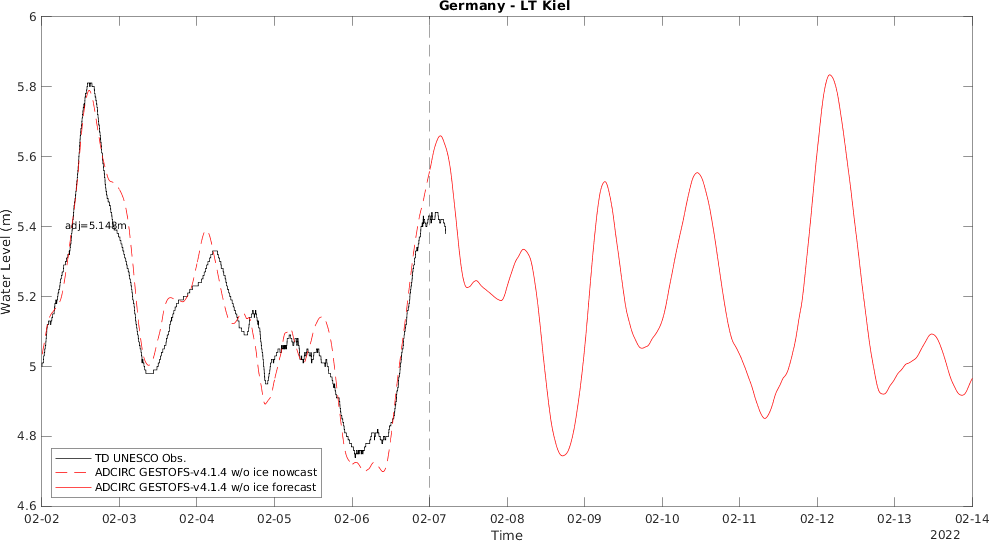 Germany - LT Kiel
6
5.8
5.6
5.4
5.2
5
4.8
4.6
Water Level (m)
adj=5.148m
TD UNESCO Obs.
ADCIRC GESTOFS-v4.1.4 w/o ice nowcast
ADCIRC GESTOFS-v4.1.4 w/o ice forecast
02-02 02-03 02-04 02-05 02-06 02-07 02-08 02-09 02-10 02-11 02-12 02-13 02-14
Time
2022